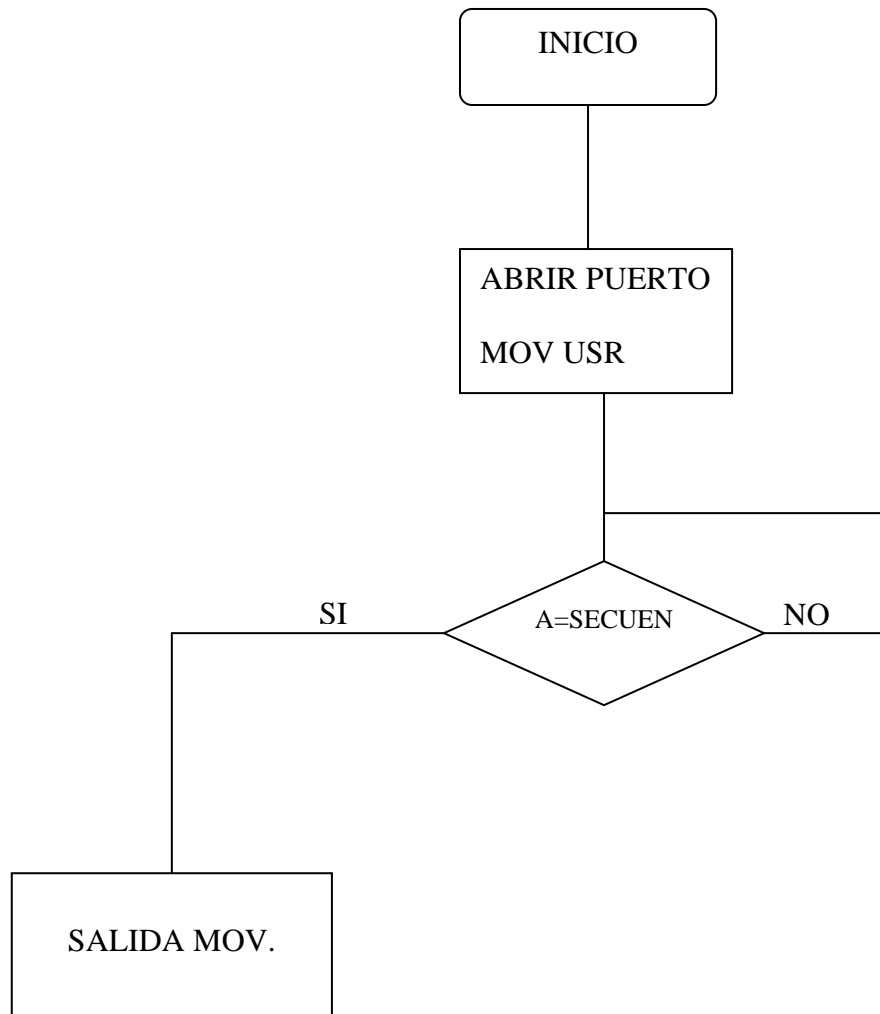 INICIO
ABRIR PUERTO
MOV USR
A=SECUEN
SI
NO
SALIDA MOV.